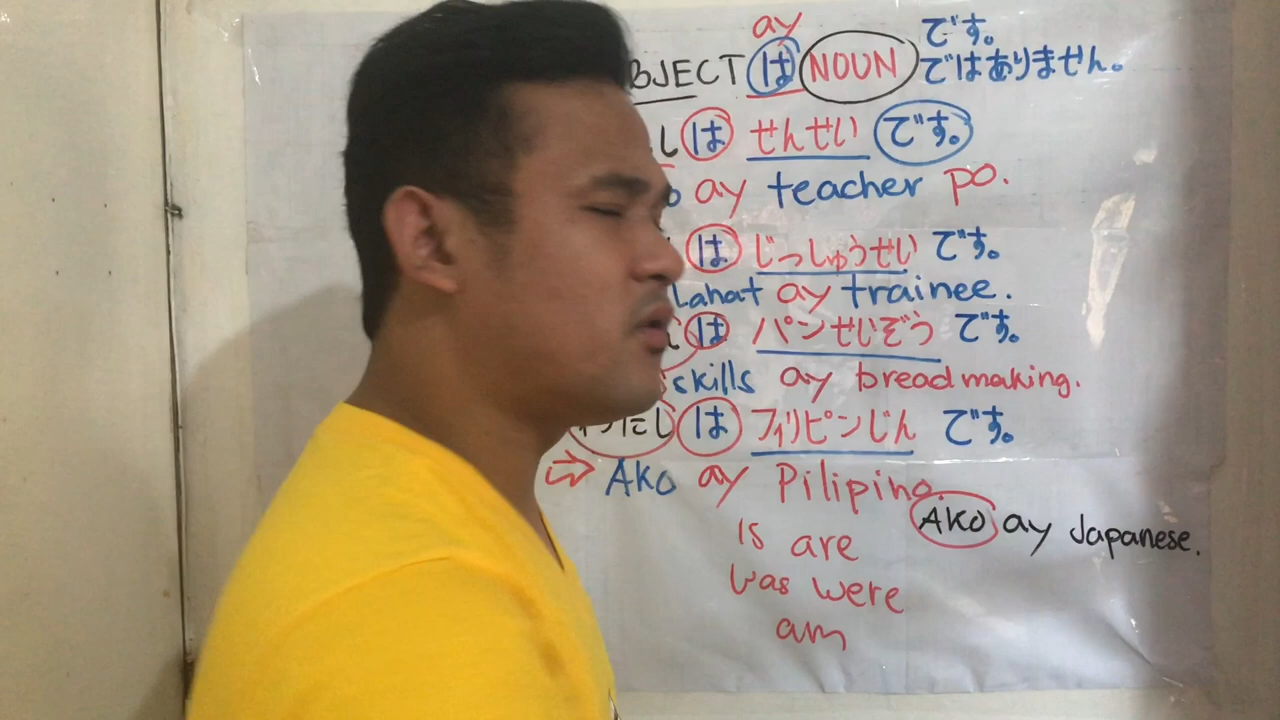 ay です。
BJECT は NOUN ではありません。
し は せんせい です。
ay teacher po.
は じっしゅうせい です。
Lahat ay trainee.
は パンせいぞう です。
skills ay bread making.
わたし は フィリピンじん です。
⇨ Ako ay Pilipino.
AKO ay Japanese.
is are
was were
am